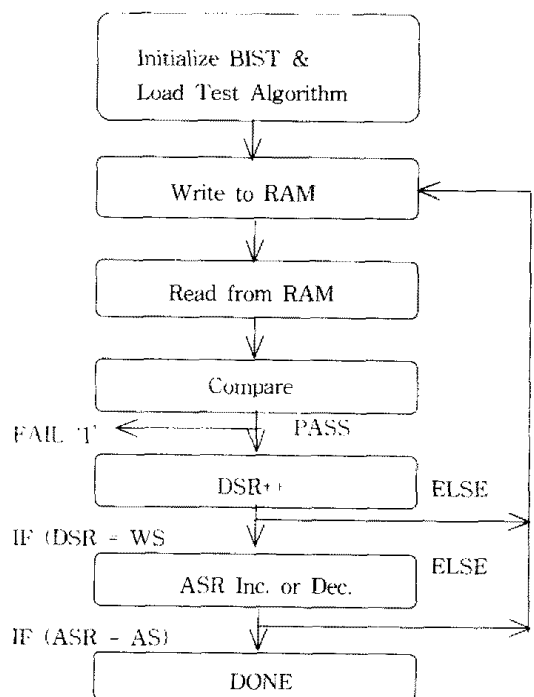 Initialize BIST &
Load Test Algorithm
Write to RAM
Read from RAM
Compare
FAIL '1'
PASS
DSR++
ELSE
IF (DSR = WS
ELSE
ASR Inc. or Dec.
IF (ASR = AS)
DONE